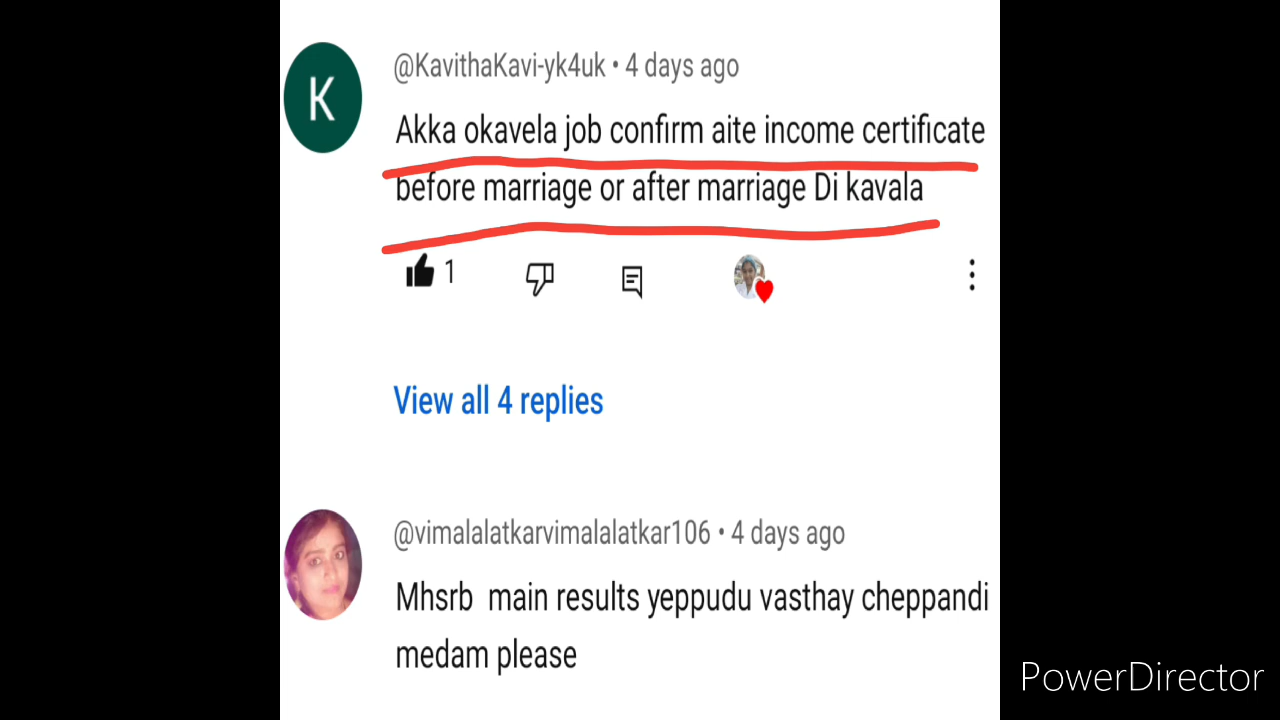 K
@KavithaKavi-yk4uk • 4 days ago
Akka okavela job confirm aite income certificate
before marriage or after marriage Di kavala
1
View all 4 replies
@vimalalatkarvimalalatkar106 • 4 days ago
Mhsrb main results yeppudu vasthay cheppandi
medam please
PowerDirector